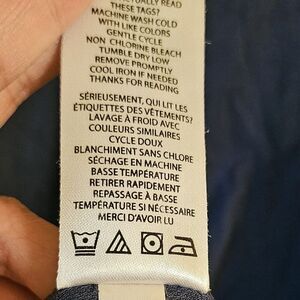 ACTUALLY READ
THESE TAGS?
MACHINE WASH COLD
WITH LIKE COLORS
GENTLE CYCLE
NON CHLORINE BLEACH
TUMBLE DRY LOW
REMOVE PROMPTLY
COOL IRON IF NEEDED
THANKS FOR READING
SÉRIEUSEMENT, QUI LIT LES
ÉTIQUETTES DES VÊTEMENTS?
LAVAGE À FROID AVEC
COULEURS SIMILAIRES
CYCLE DOUX
BLANCHIMENT SANS CHLORE
SÉCHAGE EN MACHINE
BASSE TEMPÉRATURE
RETIRER RAPIDEMENT
REPASSAGE À BASSE
TEMPÉRATURE SI NÉCESSAIRE
MERCI D'AVOIR LU